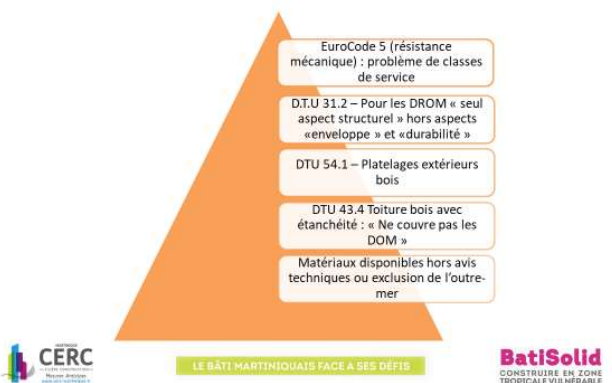 EuroCode 5 (résistance
mécanique) : problème de classes
de service
D.T.U 31.2 – Pour les DROM « seul
aspect structurel » hors aspects
«enveloppe » et «durabilité »
DTU 54.1 – Platelages extérieurs
bois
DTU 43.4 Toiture bois avec
étanchéité : « Ne couvre pas les
DOM »
Matériaux disponibles hors avis
techniques ou exclusion de l'outre-
mer
MARTINIQUE
CERC
LE BÂTI MARTINIQUAIS FACE A SES DÉFIS
BatiSolid
CONSTRUIRE EN ZONE
TROPICALE VULNÉRABLE